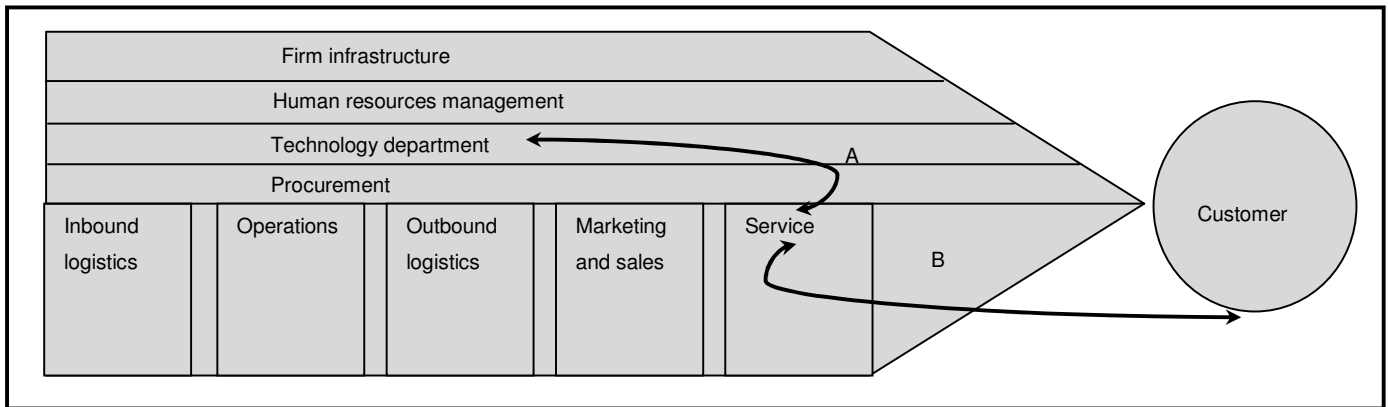 Firm infrastructure
Human resources management
Technology department
A
Procurement
Inbound
logistics
Operations
Outbound
logistics
Marketing
and sales
Service
B
Customer